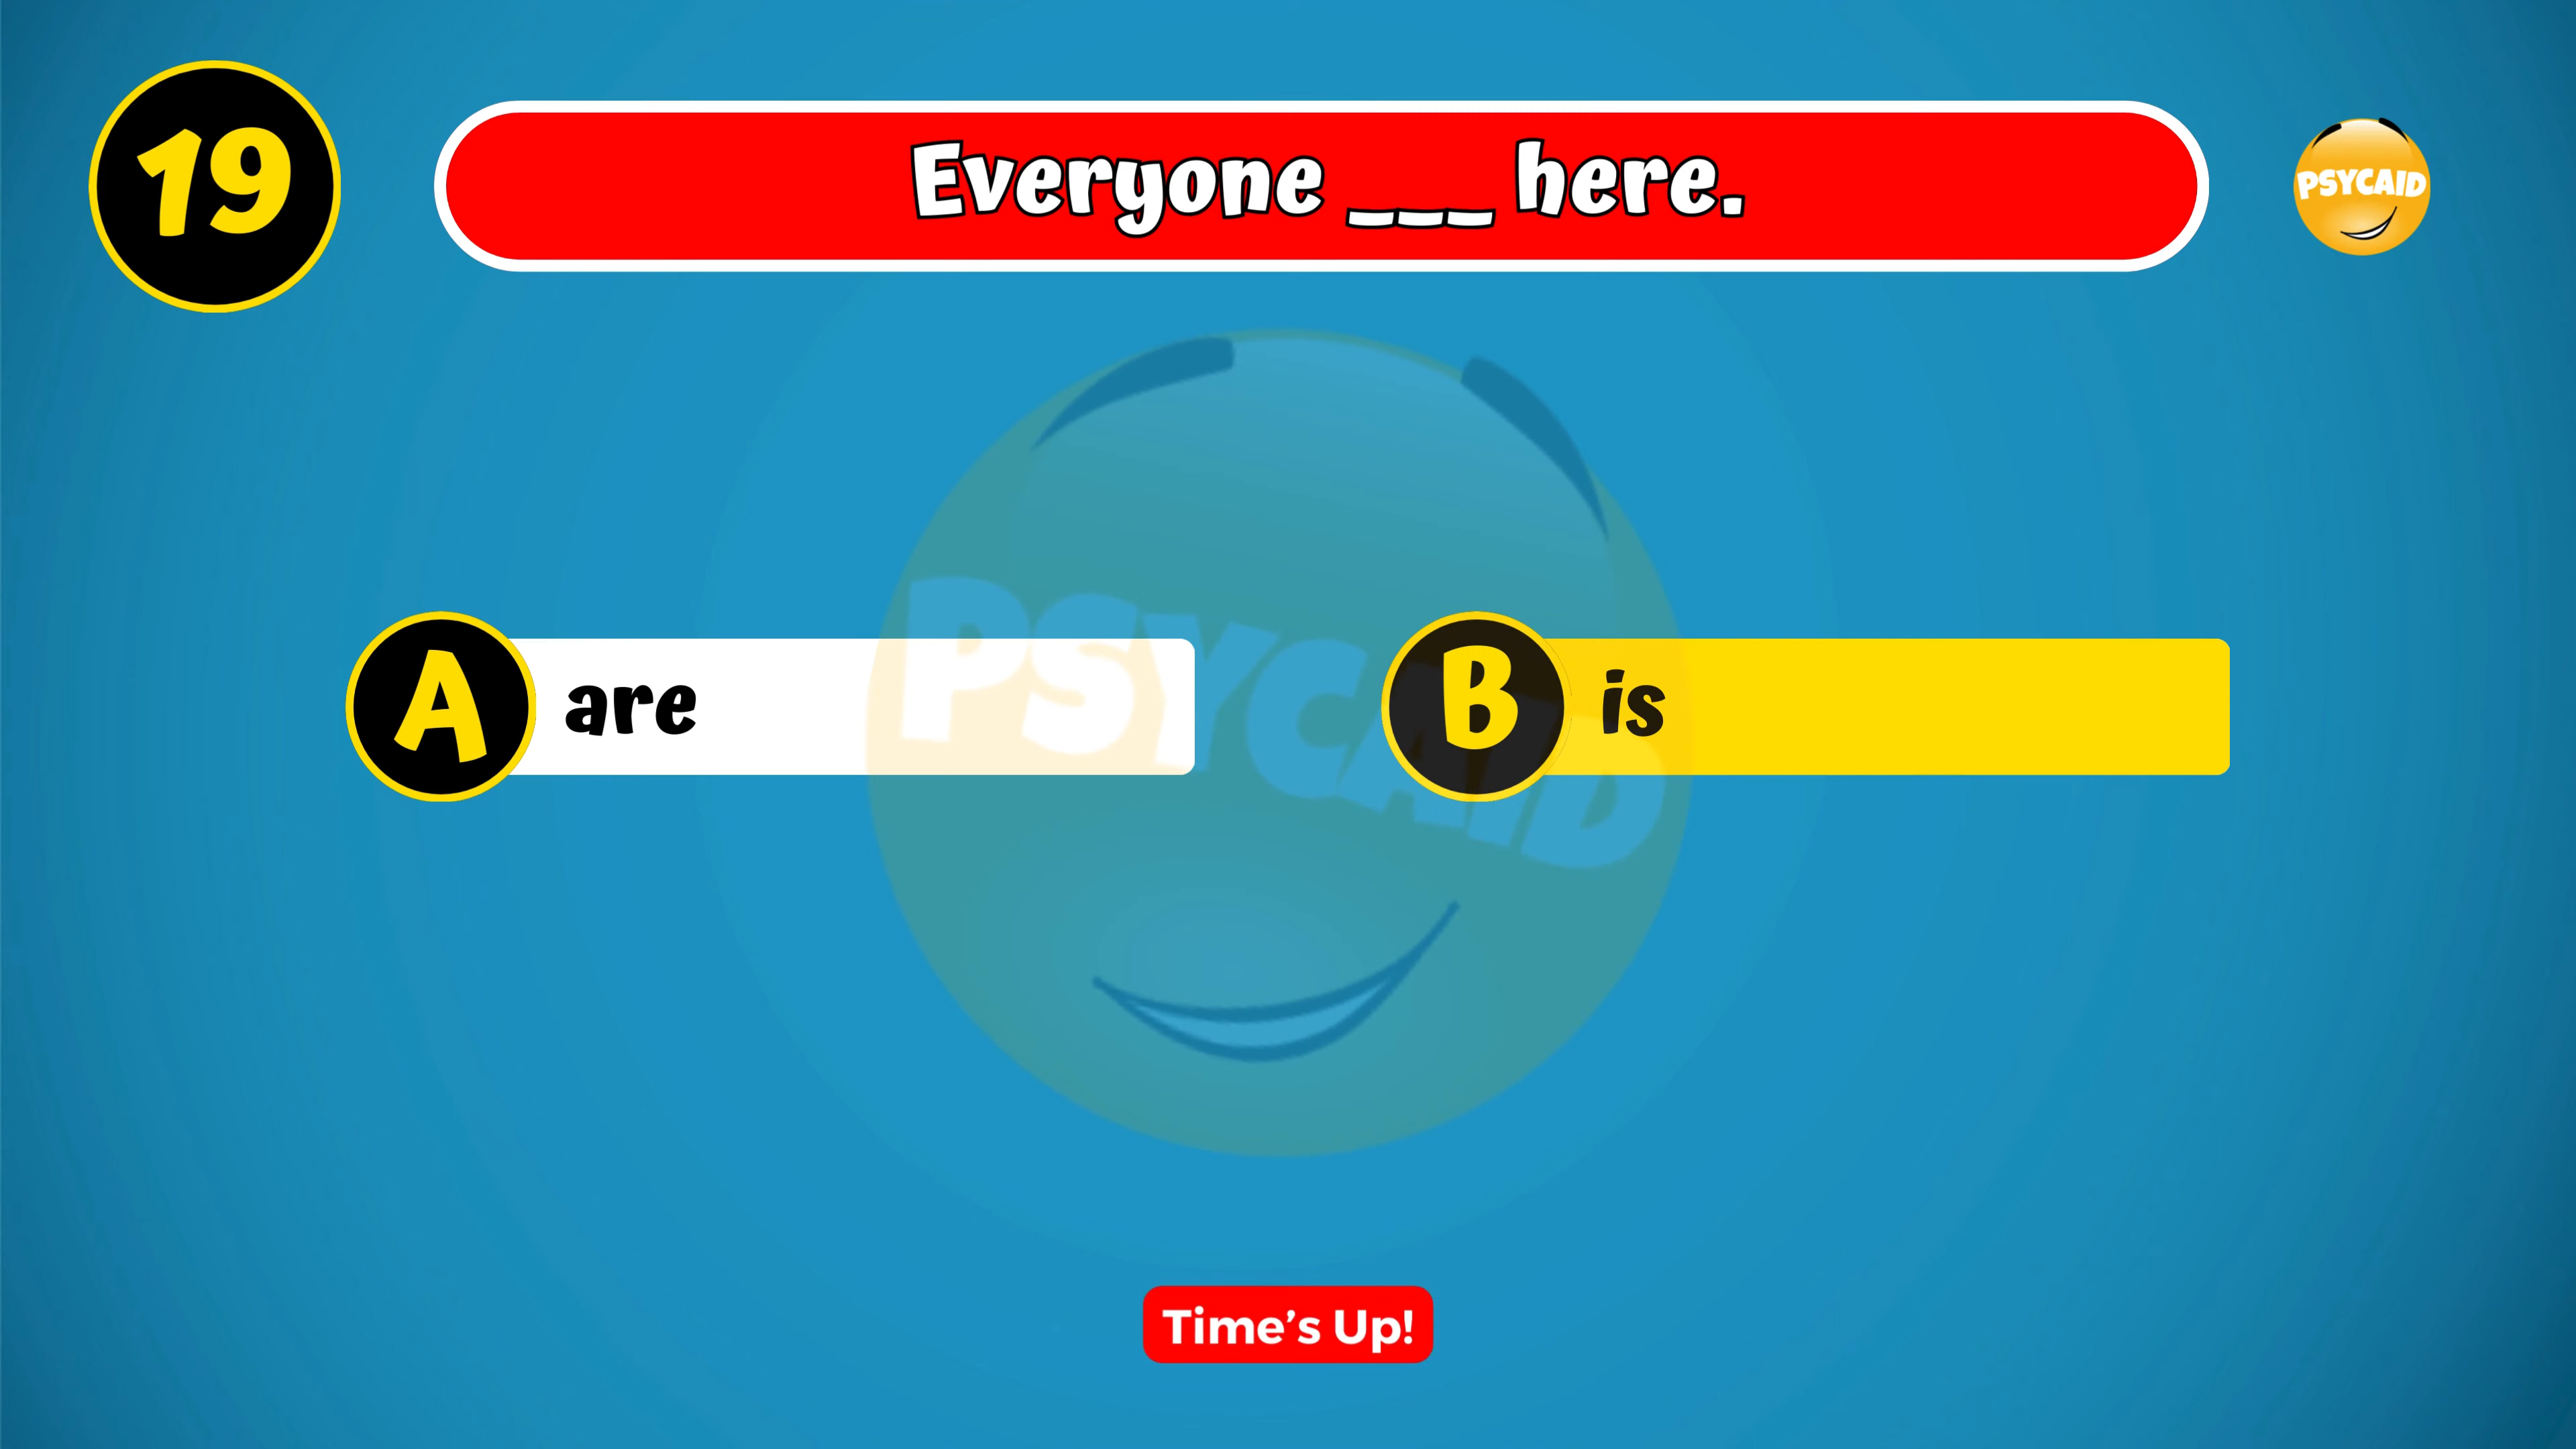 19
Everyone ___ here.
PSYCAID
PSYCAID
A are
B is
Time's Up!